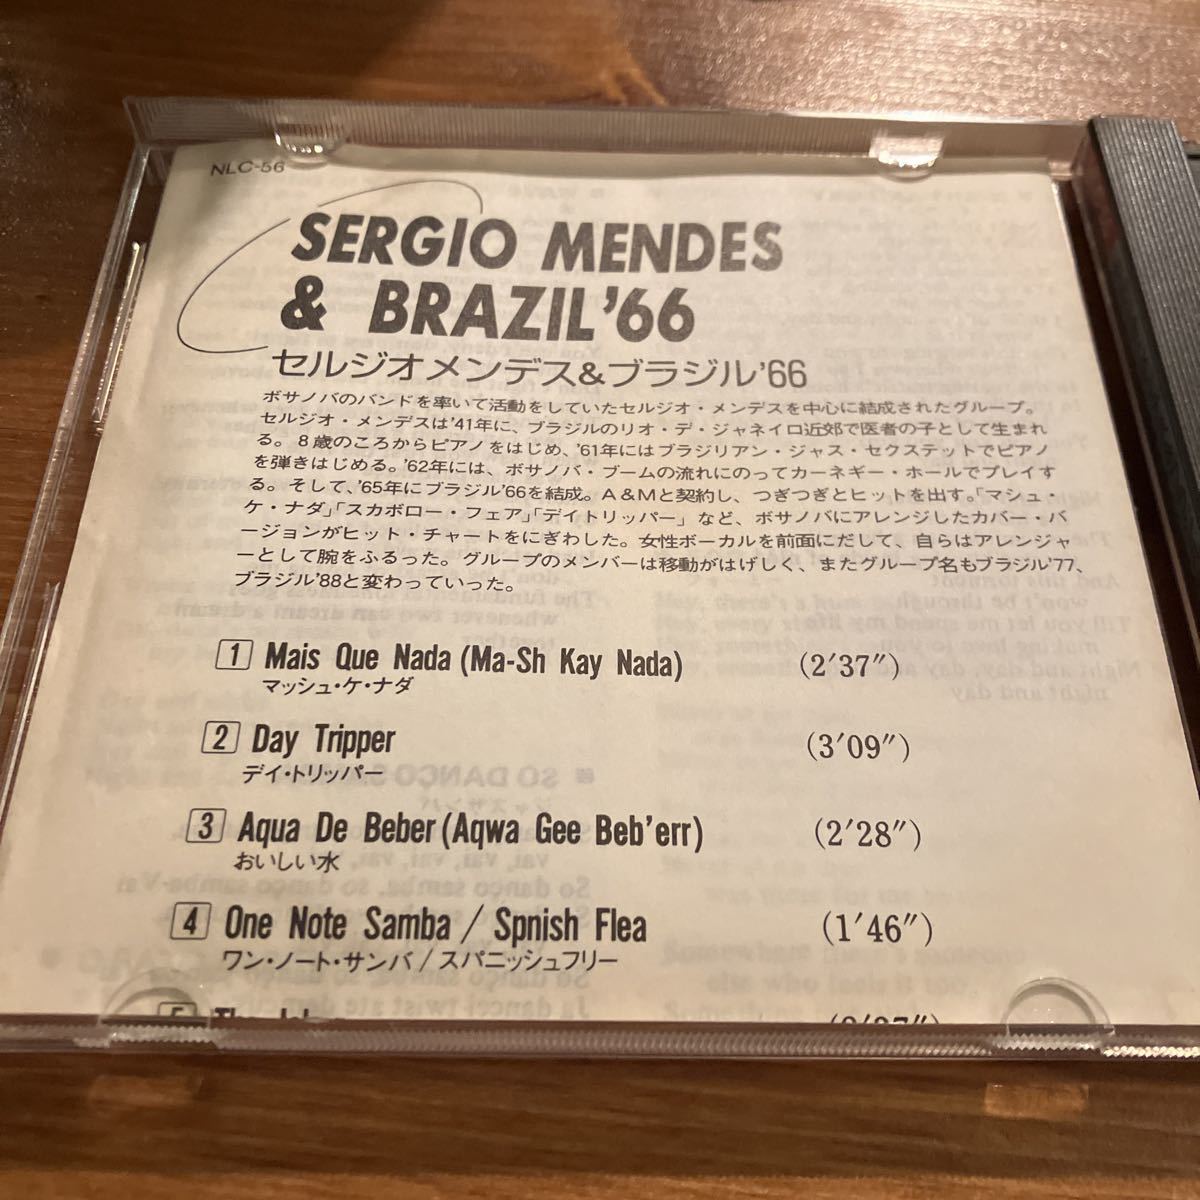 NLC-56
SERGIO MENDES
& BRAZIL'66
セルジオメンデス&ブラジル'66
ボサノバのバンドを率いて活動をしていたセルジオ・メンデスを中心に結成されたグループ。
セルジオ・メンデスは'41年に、ブラジルのリオ・デ・ジャネイロ近郊で医者の子として生まれ
る。8歳のころからピアノをはじめ、'61年にはブラジリアン・ジャス・セクステットでピアノ
を弾きはじめる。'62年には、ボサノバ・ブームの流れにのってカーネギー・ホールでプレイす
る。そして、'65年にブラジル'66を結成。A&Mと契約し、つぎつぎとヒットを出す。「マシュ・
ケ・ナダ」「スカボロー・フェア」「デイトリッパー」など、ボサノバにアレンジしたカバー・バ
ージョンがヒット・チャートをにぎわした。女性ボーカルを前面にだして、自らはアレンジャ
ーとして腕をふるった。グループのメンバーは移動がはげしく、またグループ名もブラジル'77、
ブラジル'88と変わっていった。
1 Mais Que Nada (Ma-Sh Kay Nada) (2'37")
マッシュ・ケ・ナダ
2 Day Tripper (3'09")
デイ・トリッパー
3 Aqua De Beber (Aqwa Gee Beb'err) (2'28")
おいしい水
4 One Note Samba / Spnish Flea (1'46")
ワン・ノート・サンバ / スパニッシュフリー